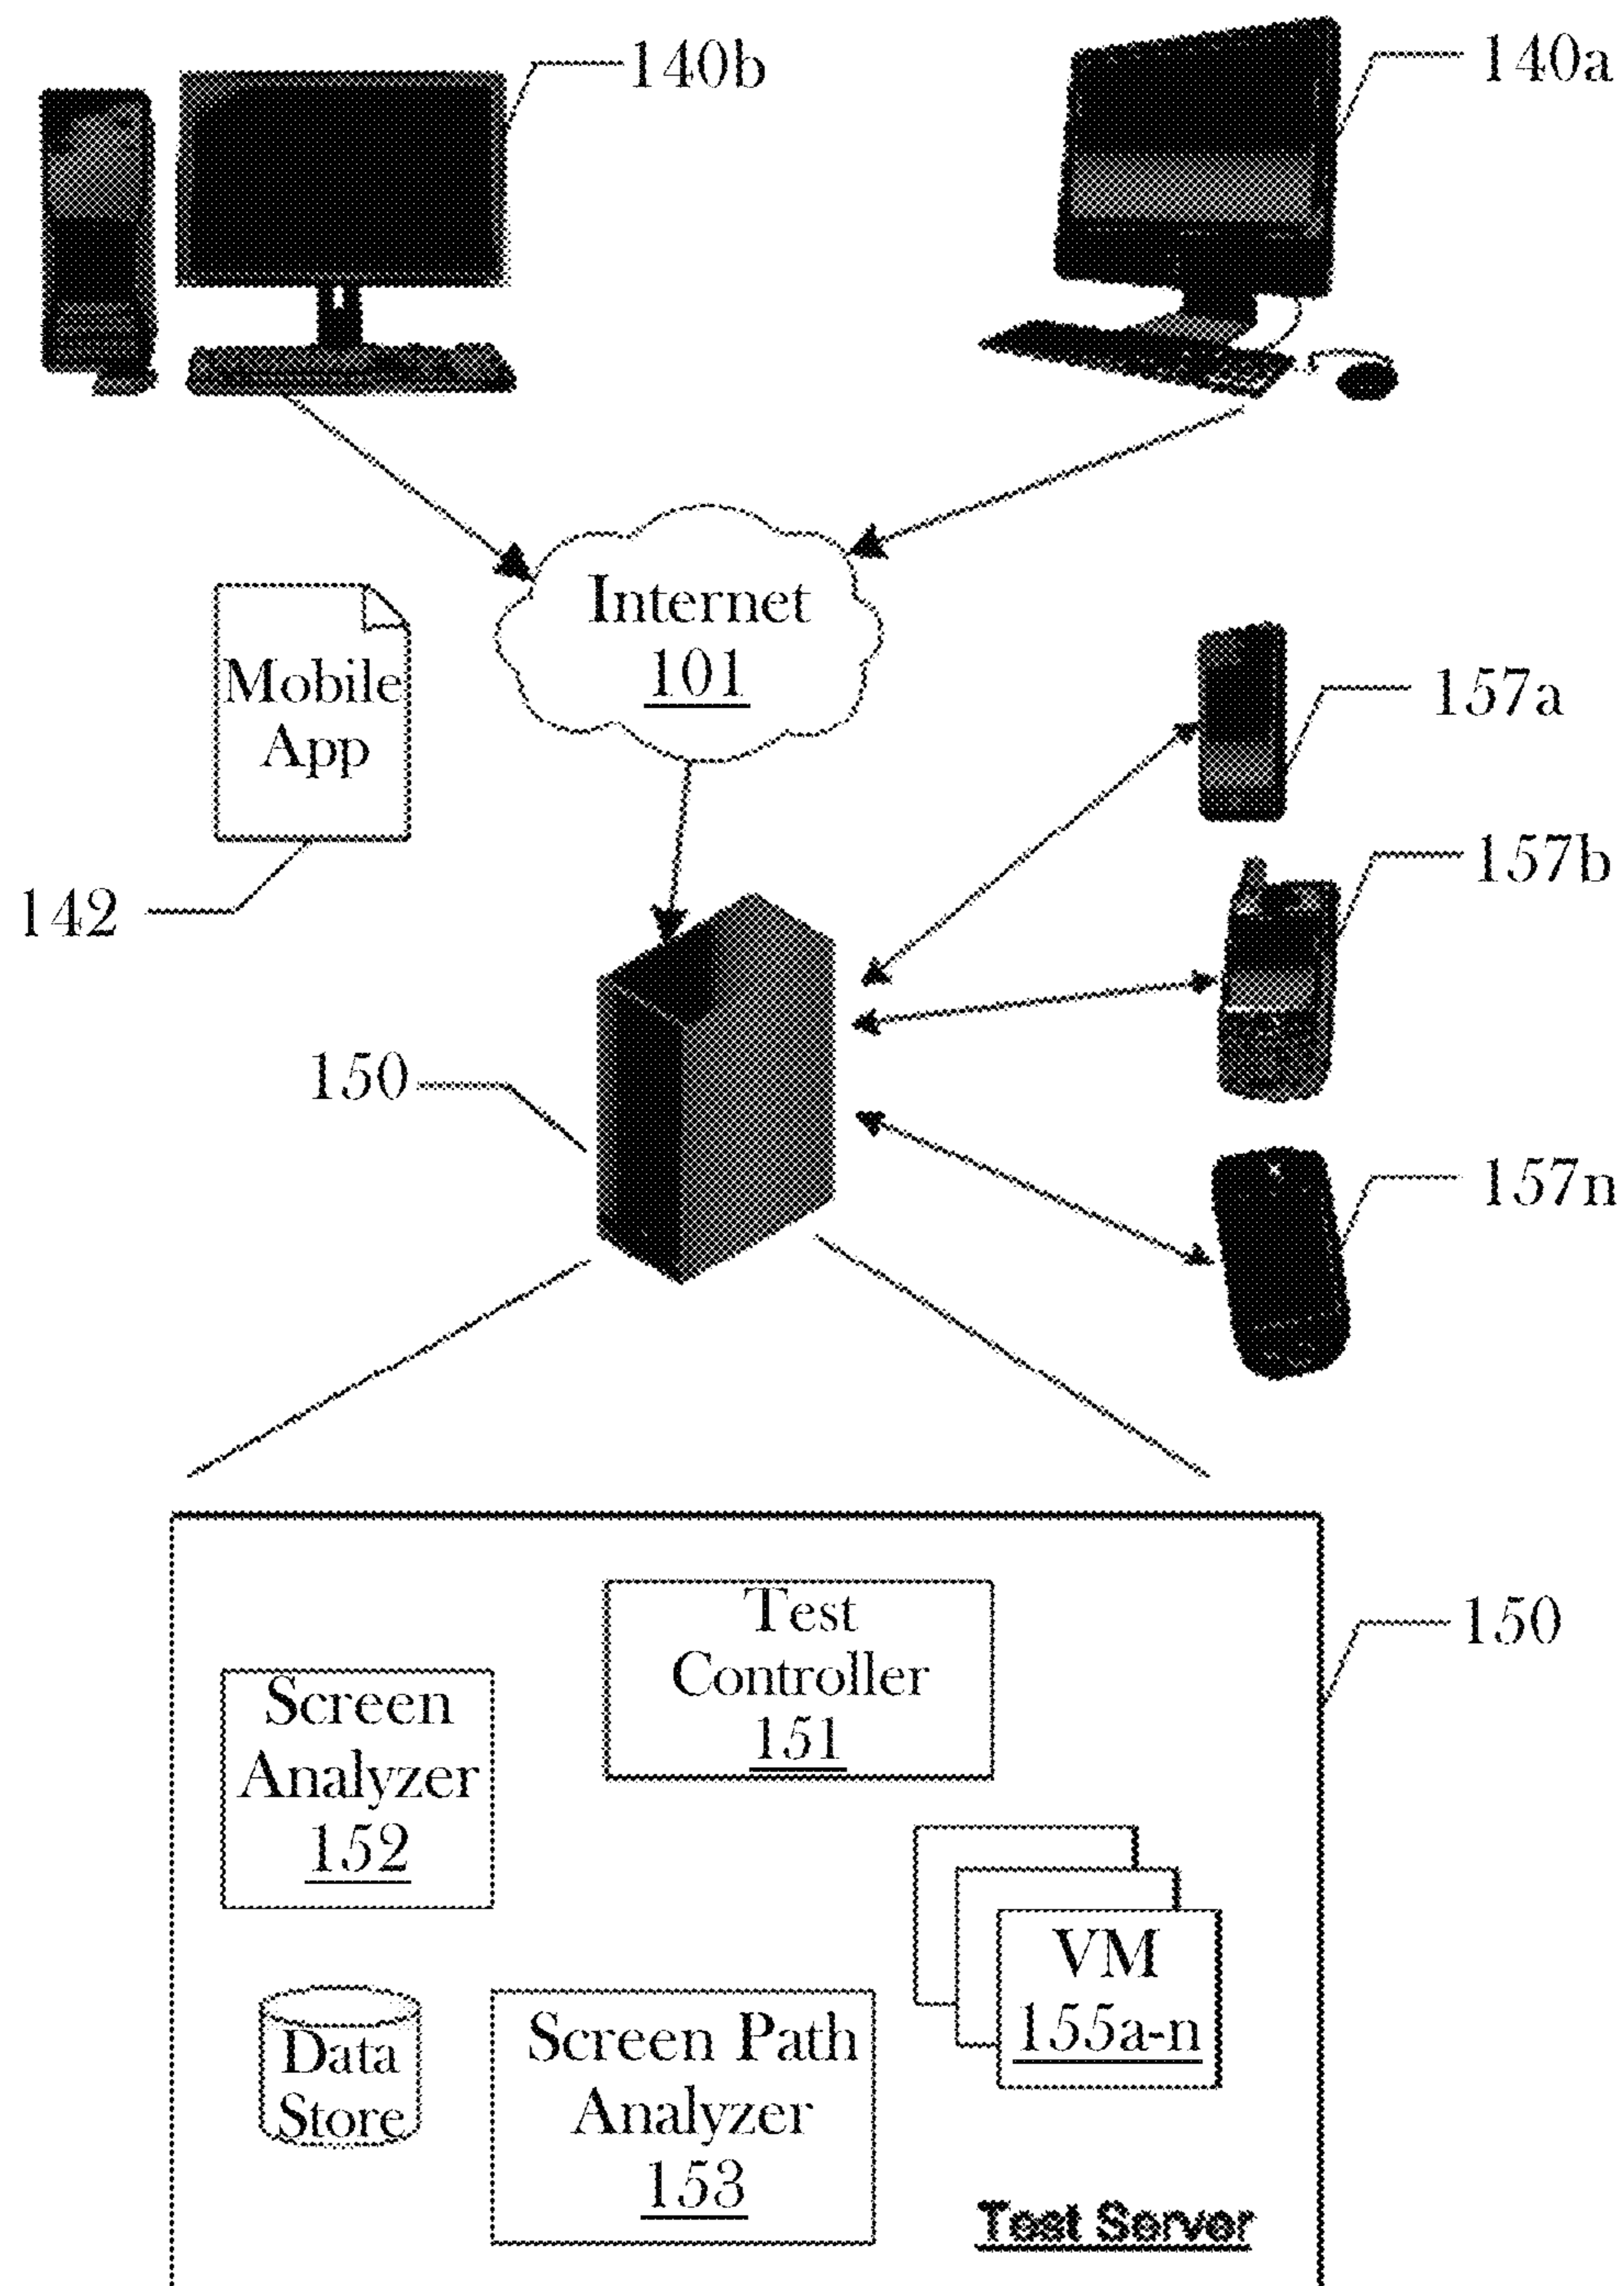 140b
140a
Internet
101
Mobile
App
142
157a
157b
150
157n
150
Test
Controller
151
Screen
Analyzer
152
VM
155a-n
Data
Store
Screen Path
Analyzer
153
Test Server